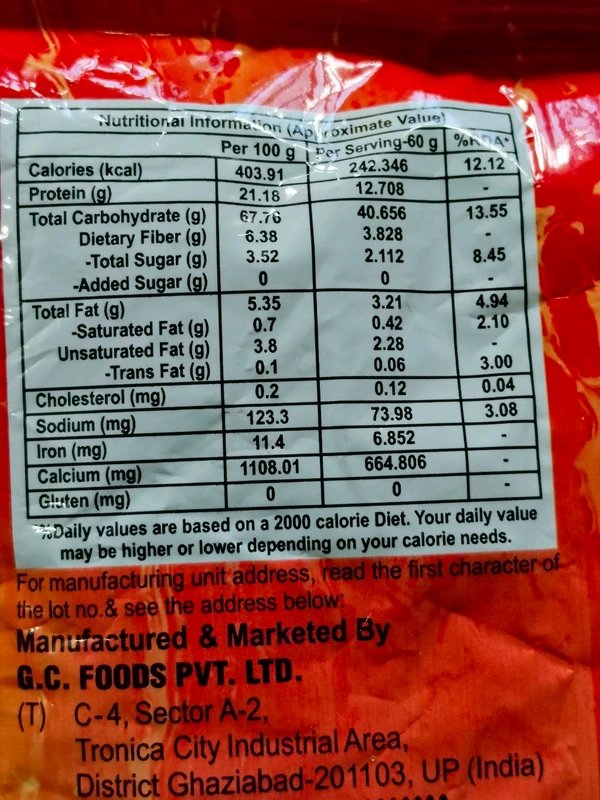 Nutritional Information (Approximate Value)
Per 100 g Per Serving-60 g %RDA*
Calories (kcal) 403.91 242.346 12.12
Protein (g) 21.18 12.708 -
Total Carbohydrate (g) 67.76 40.656 13.55
Dietary Fiber (g) 6.38 3.828 -
-Total Sugar (g) 3.52 2.112 8.45
-Added Sugar (g) 0 0 -
Total Fat (g) 5.35 3.21 4.94
-Saturated Fat (g) 0.7 0.42 2.10
Unsaturated Fat (g) 3.8 2.28 -
-Trans Fat (g) 0.1 0.06 3.00
Cholesterol (mg) 0.2 0.12 0.04
Sodium (mg) 123.3 73.98 3.08
Iron (mg) 11.4 6.852 -
Calcium (mg) 1108.01 664.806 -
Gluten (mg) 0 0 -
*%Daily values are based on a 2000 calorie Diet. Your daily value
may be higher or lower depending on your calorie needs.
For manufacturing unit address, read the first character of
the lot no.& see the address below:
Manufactured & Marketed By
G.C. FOODS PVT. LTD.
(T) C-4, Sector A-2,
Tronica City Industrial Area,
District Ghaziabad-201103, UP (India)